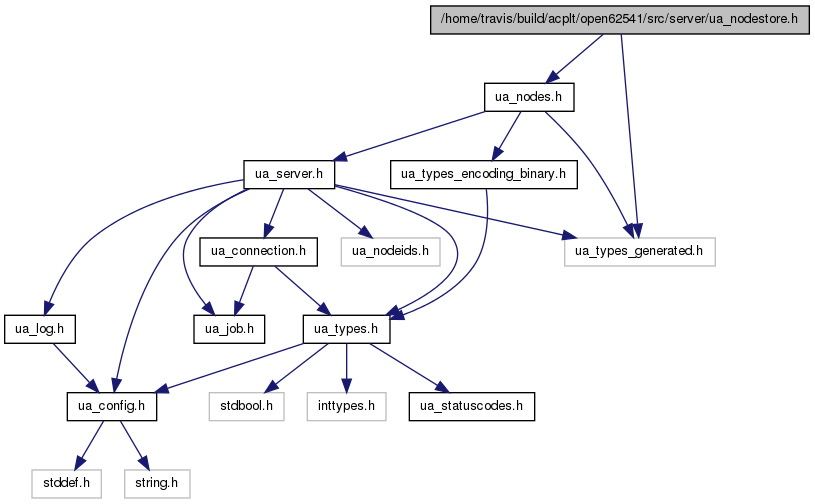 /home/travis/build/acplt/open62541/src/server/ua_nodestore.h
ua_nodes.h
ua_server.h
ua_types_encoding_binary.h
ua_connection.h
ua_nodeids.h
ua_types_generated.h
ua_log.h
ua_job.h
ua_types.h
ua_config.h
stdbool.h
inttypes.h
ua_statuscodes.h
stddef.h
string.h